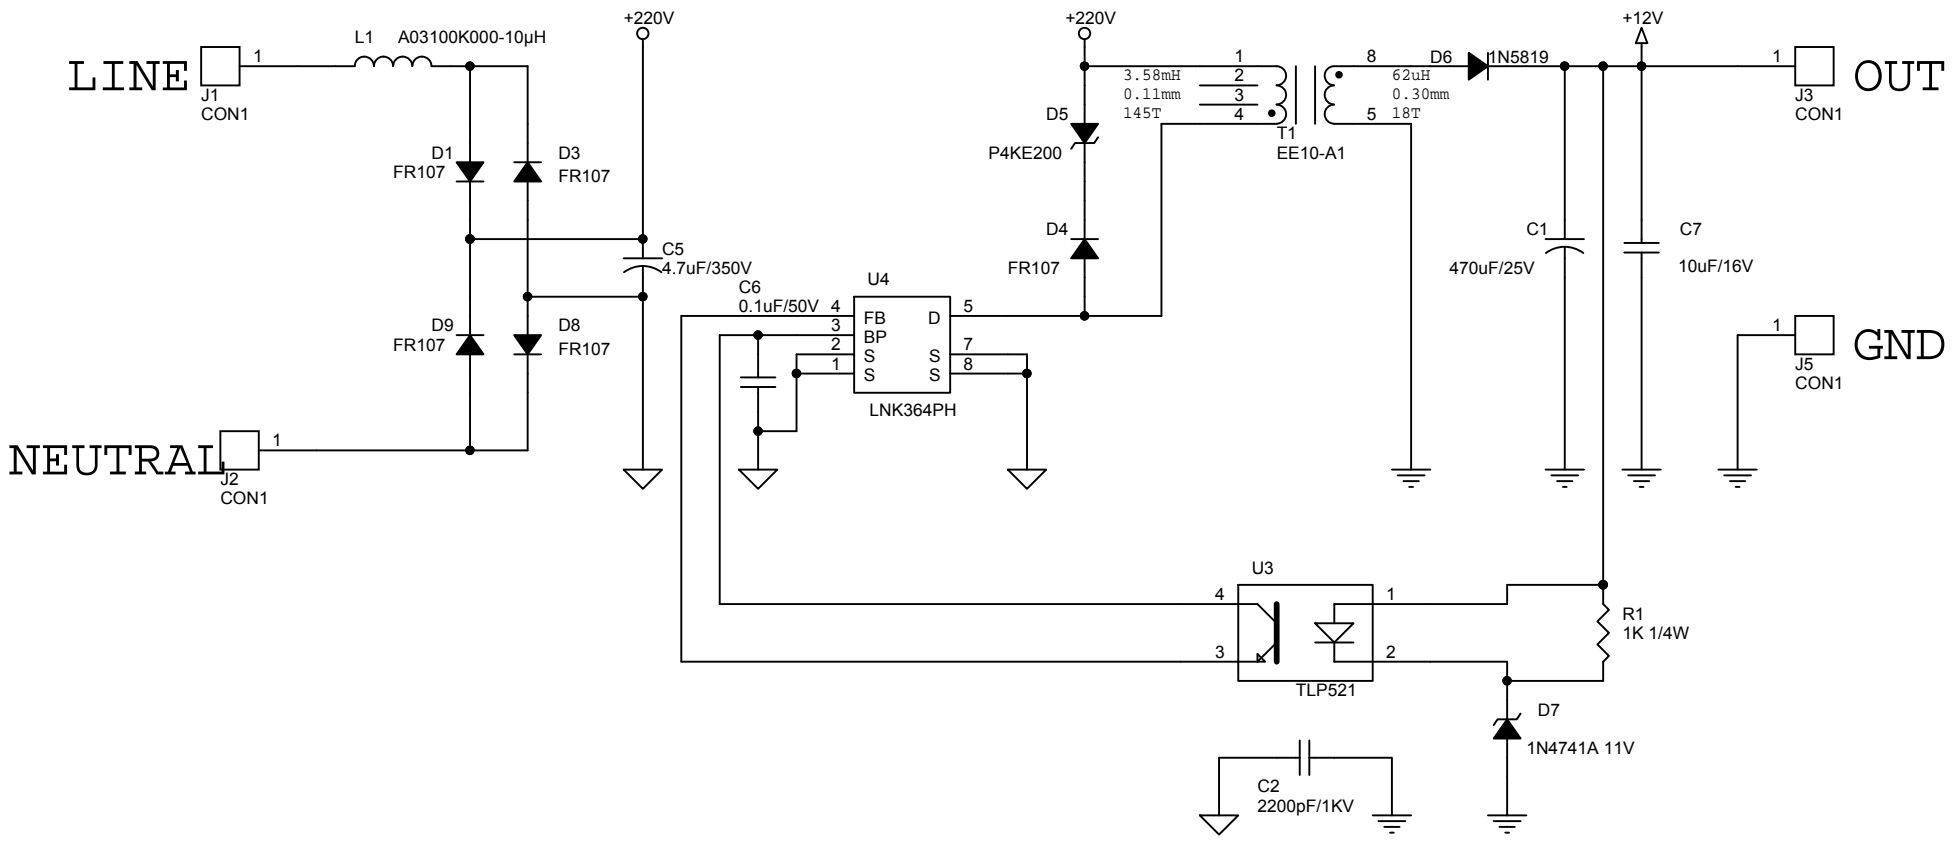 +220V
+220V
+12V
L1 A03100K000-10µH
LINE
1
J1
CON1
1
2
3
4
3.58mH
0.11mm
145T
T1
EE10-A1
8
5
62uH
0.30mm
18T
D6
1N5819
1
OUT
J3
CON1
D1
FR107
D3
FR107
D5
P4KE200
D4
FR107
C5
4.7uF/350V
C6
0.1uF/50V
U4
4
3
2
1
FB
BP
S
S
D
S
S
5
7
8
LNK364PH
C1
470uF/25V
C7
10uF/16V
D9
FR107
D8
FR107
1
GND
J5
CON1
NEUTRAL
1
J2
CON1
U3
4
3
1
2
TLP521
R1
1K 1/4W
D7
1N4741A 11V
C2
2200pF/1KV